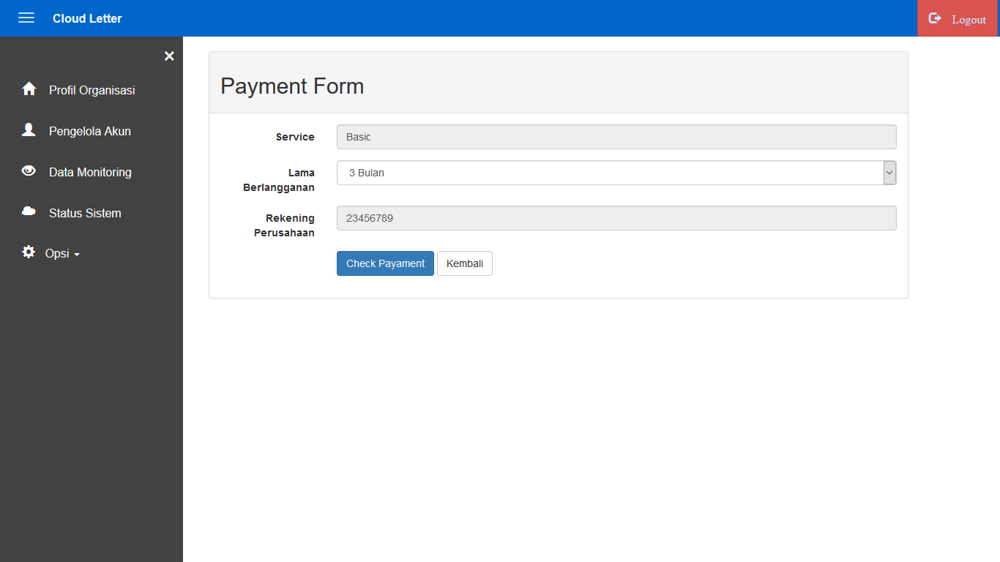 Cloud Letter
Logout
Profil Organisasi
Pengelola Akun
Data Monitoring
Status Sistem
Opsi
Payment Form
Service
Basic
Lama
Berlangganan
3 Bulan
Rekening
Perusahaan
23456789
Check Payament
Kembali